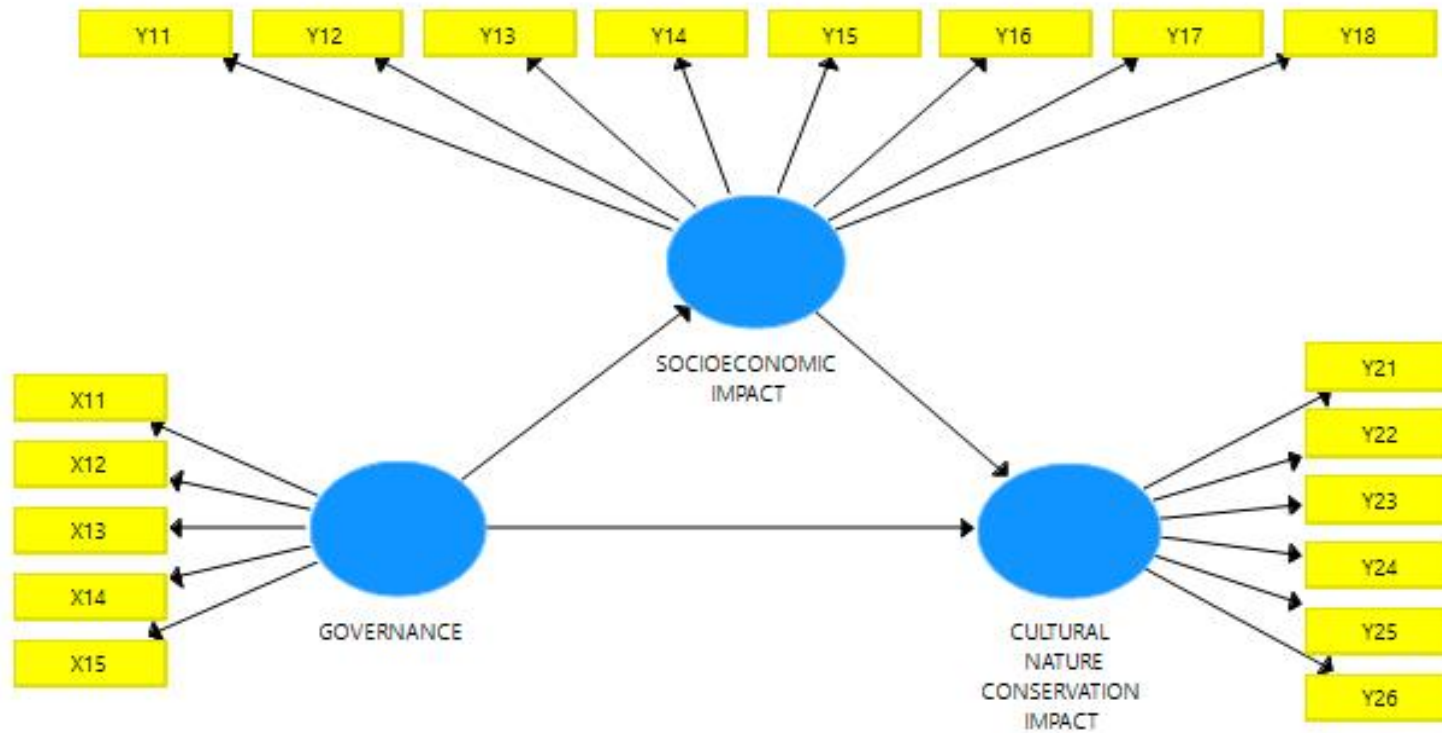 Y11
Y12
Y13
Y14
Y15
Y16
Y17
Y18
SOCIOECONOMIC
IMPACT
X11
X12
X13
X14
X15
GOVERNANCE
Y21
Y22
Y23
Y24
Y25
Y26
CULTURAL
NATURE
CONSERVATION
IMPACT